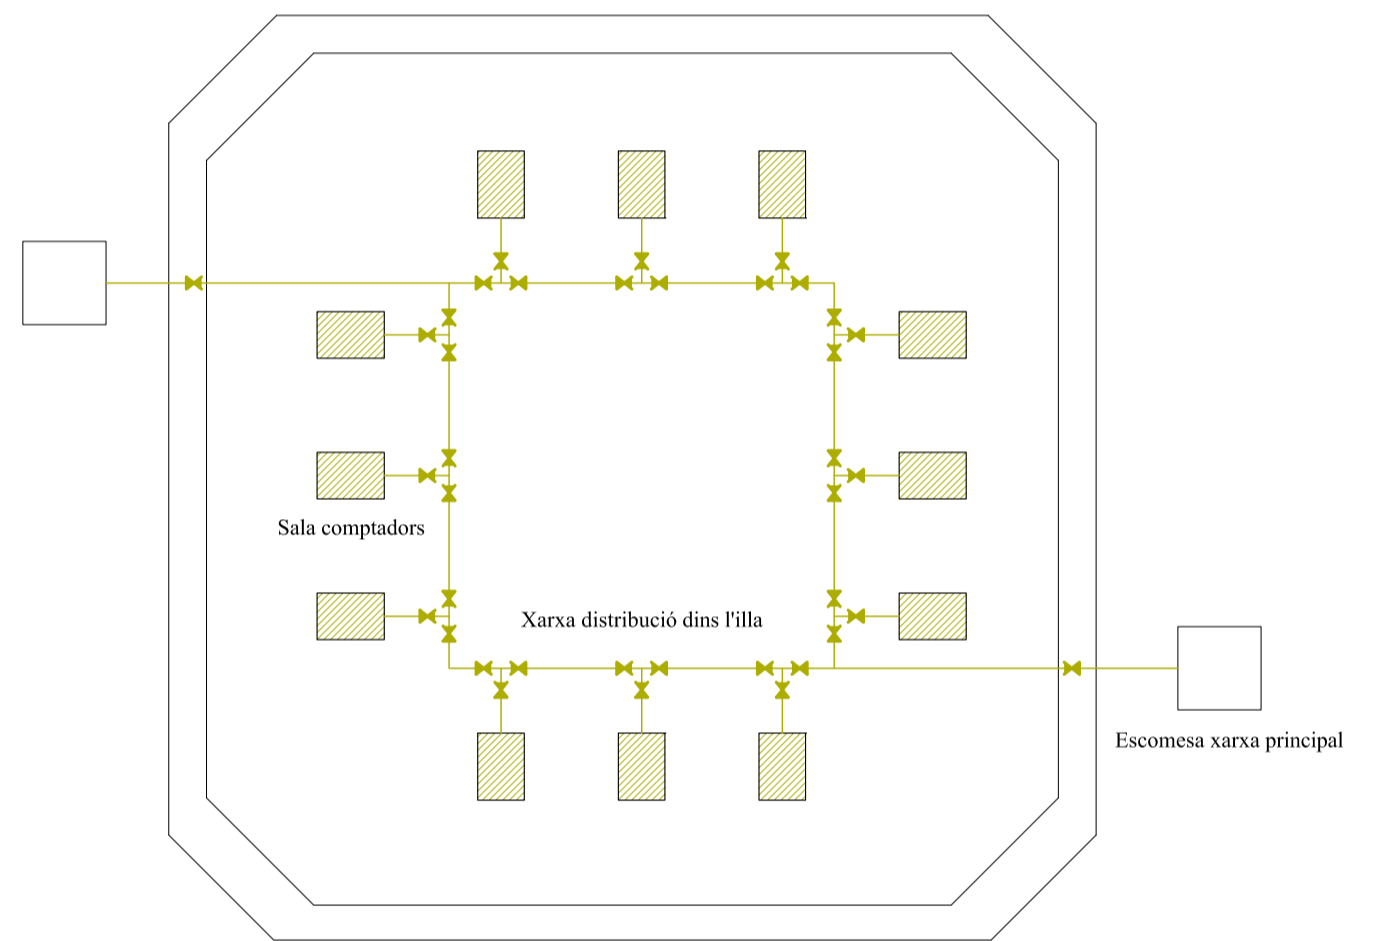 Sala comptadors
Xarxa distribució dins l'illa
Escomesa xarxa principal